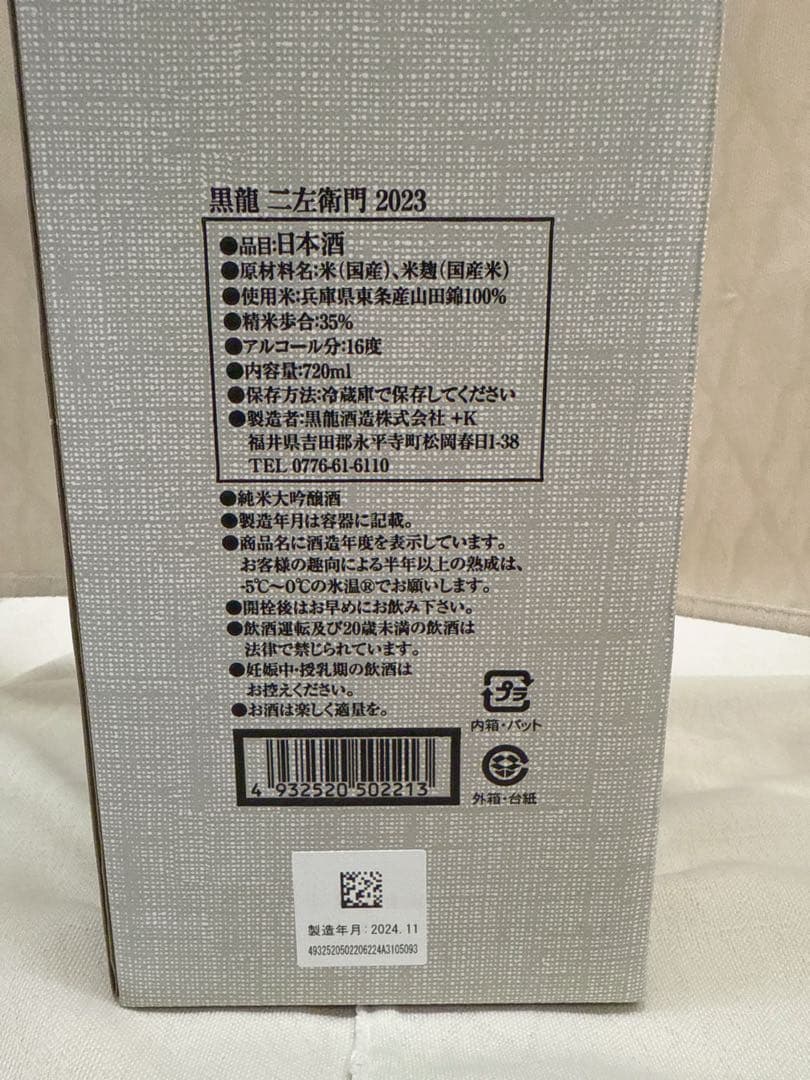 黒龍 二左衛門 2023
●品目:日本酒
●原材料名:米(国産)、米麹(国産米)
●使用米:兵庫県東条産山田錦100%
●精米歩合:35%
●アルコール分:16度
●内容量:720ml
●保存方法:冷蔵庫で保存してください
●製造者:黒龍酒造株式会社 +K
福井県吉田郡永平寺町松岡春日1-38
TEL 0776-61-6110
●純米大吟醸酒
●製造年月は容器に記載。
●商品名に酒造年度を表示しています。
お客様の趣向による半年以上の熟成は、
-5℃~0℃の氷温®でお願いします。
●開栓後はお早めにお飲み下さい。
●飲酒運転及び20歳未満の飲酒は
法律で禁じられています。
●妊娠中・授乳期の飲酒は
お控えください。
●お酒は楽しく適量を。
プラ
内箱・パット
外箱・台紙
4 932520 502213
製造年月:2024.11
4932520502206224A3105093